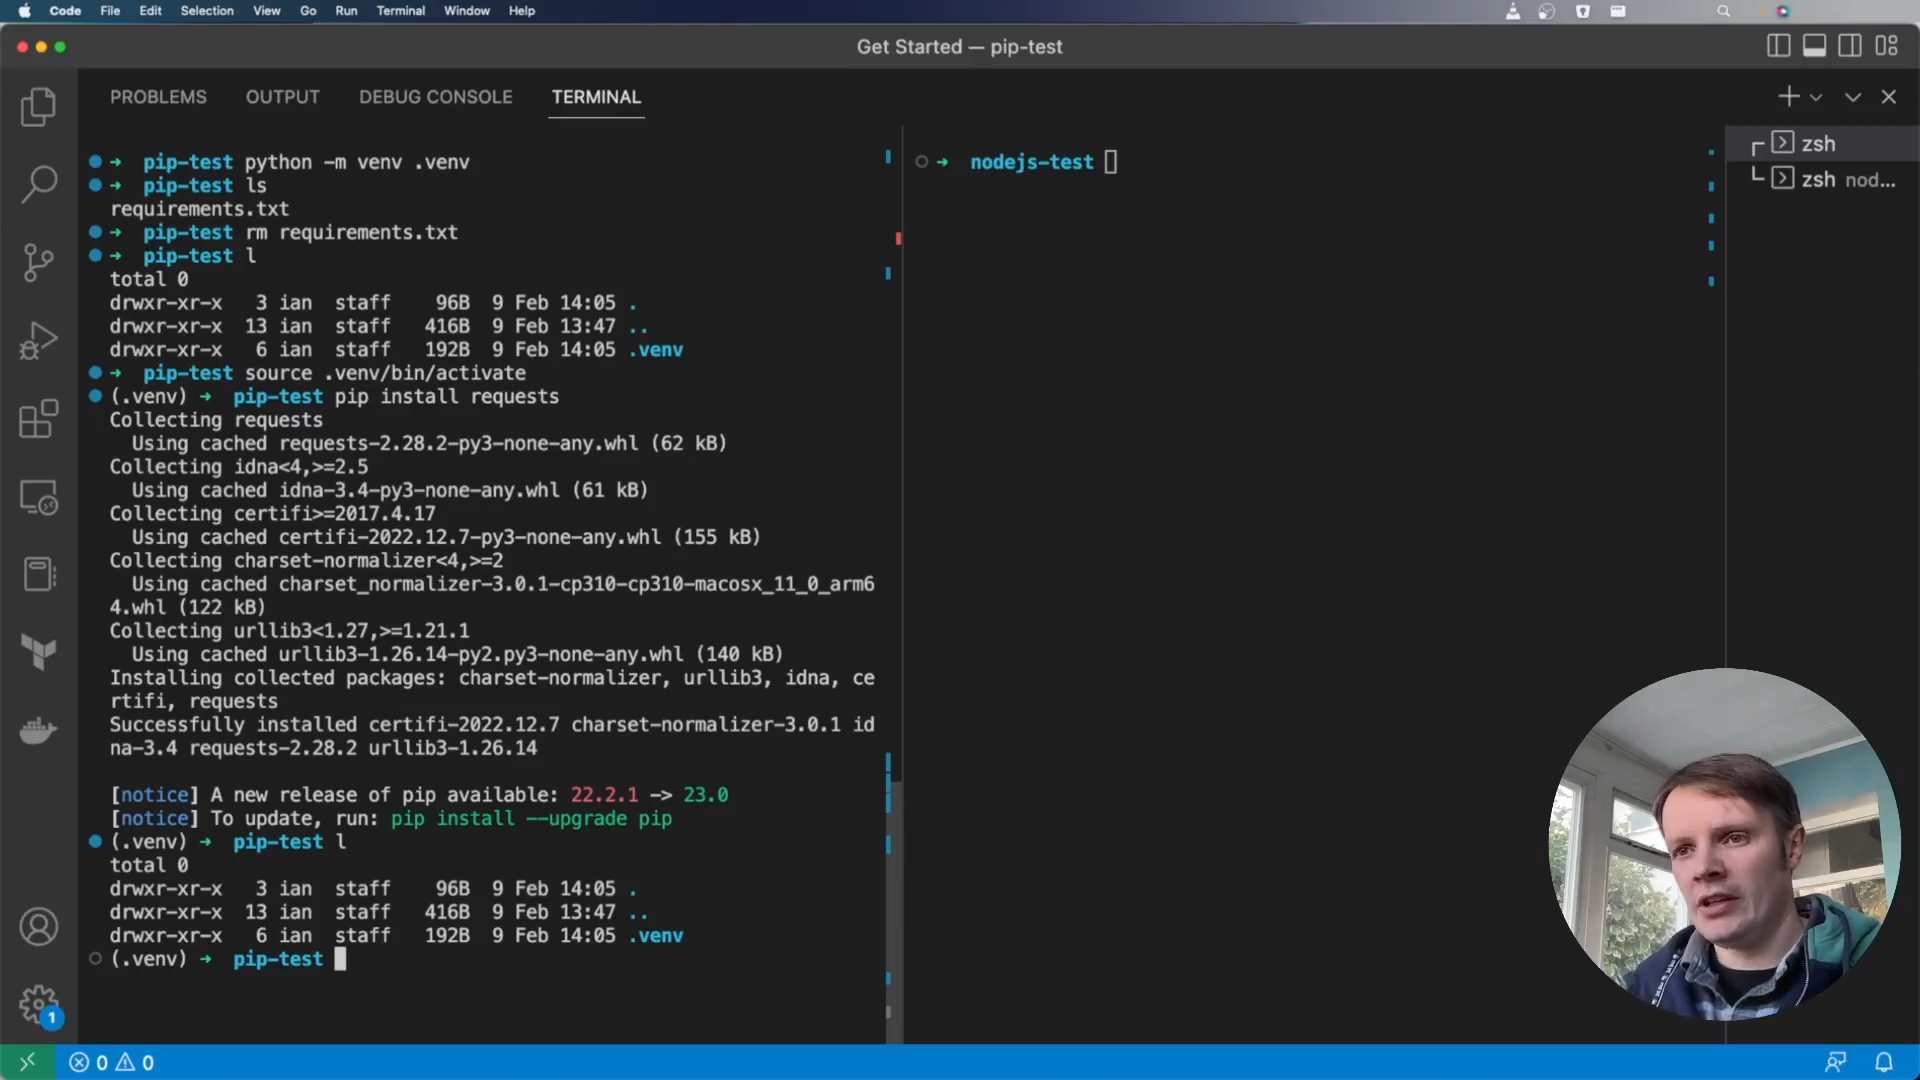 Code File Edit Selection View Go Run Terminal Window Help
Get Started — pip-test
PROBLEMS OUTPUT DEBUG CONSOLE TERMINAL
➜ pip-test python -m venv .venv
➜ pip-test ls
requirements.txt
➜ pip-test rm requirements.txt
➜ pip-test l
total 0
drwxr-xr-x 3 ian staff 96B 9 Feb 14:05 .
drwxr-xr-x 13 ian staff 416B 9 Feb 13:47 ..
drwxr-xr-x 6 ian staff 192B 9 Feb 14:05 .venv
➜ pip-test source .venv/bin/activate
(.venv) ➜ pip-test pip install requests
Collecting requests
Using cached requests-2.28.2-py3-none-any.whl (62 kB)
Collecting idna<4,>=2.5
Using cached idna-3.4-py3-none-any.whl (61 kB)
Collecting certifi>=2017.4.17
Using cached certifi-2022.12.7-py3-none-any.whl (155 kB)
Collecting charset-normalizer<4,>=2
Using cached charset_normalizer-3.0.1-cp310-cp310-macosx_11_0_arm6
4.whl (122 kB)
Collecting urllib3<1.27,>=1.21.1
Using cached urllib3-1.26.14-py2.py3-none-any.whl (140 kB)
Installing collected packages: charset-normalizer, urllib3, idna, ce
rtifi, requests
Successfully installed certifi-2022.12.7 charset-normalizer-3.0.1 id
na-3.4 requests-2.28.2 urllib3-1.26.14
[notice] A new release of pip available: 22.2.1 -> 23.0
[notice] To update, run: pip install --upgrade pip
(.venv) ➜ pip-test l
total 0
drwxr-xr-x 3 ian staff 96B 9 Feb 14:05 .
drwxr-xr-x 13 ian staff 416B 9 Feb 13:47 ..
drwxr-xr-x 6 ian staff 192B 9 Feb 14:05 .venv
(.venv) ➜ pip-test
➜ nodejs-test
zsh
zsh nod...
1
0 0